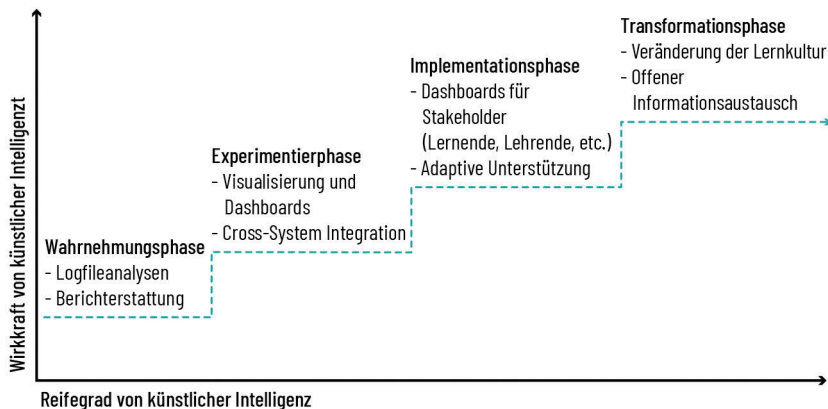 Wirkkraft von künstlicher Intelligenzt
Wahrnehmungsphase
- Logfileanalysen
- Berichterstattung
Experimentierphase
- Visualisierung und
Dashboards
- Cross-System Integration
Implementationsphase
- Dashboards für
Stakeholder
(Lernende, Lehrende, etc.)
- Adaptive Unterstützung
Transformationsphase
- Veränderung der Lernkultur
- Offener
Informationsaustausch
Reifegrad von künstlicher Intelligenz